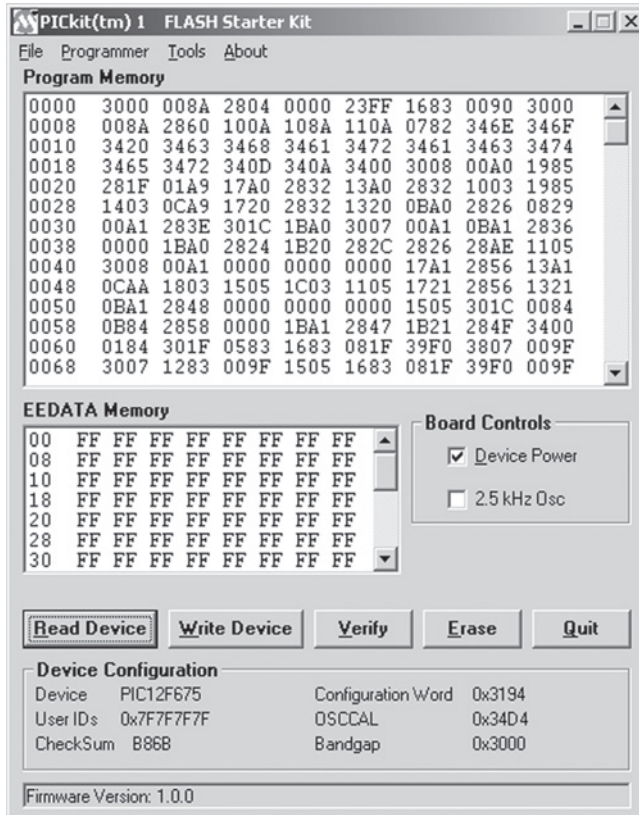 PICkit(tm) 1 FLASH Starter Kit
File Programmer Tools About
Program Memory
0000 3000 008A 2804 0000 23FF 1683 0090 3000
0008 008A 2860 100A 108A 110A 0782 346E 346F
0010 3420 3463 3468 3461 3472 3461 3463 3474
0018 3465 3472 340D 340A 3400 3008 00A0 1985
0020 281F 01A9 17A0 2832 13A0 2832 1003 1985
0028 1403 0CA9 1720 2832 1320 0BA0 2826 0829
0030 00A1 283E 301C 1BA0 3007 00A1 0BA1 2836
0038 0000 1BA0 2824 1B20 282C 2826 28AE 1105
0040 3008 00A1 0000 0000 0000 17A1 2856 13A1
0048 0CAA 1803 1505 1C03 1105 1721 2856 1321
0050 0BA1 2848 0000 0000 0000 1505 301C 0084
0058 0B84 2858 0000 1BA1 2847 1B21 284F 3400
0060 0184 301F 0583 1683 081F 39F0 3807 009F
0068 3007 1283 009F 1505 1683 081F 39F0 009F
EEDATA Memory
00 FF FF FF FF FF FF FF FF
08 FF FF FF FF FF FF FF FF
10 FF FF FF FF FF FF FF FF
18 FF FF FF FF FF FF FF FF
20 FF FF FF FF FF FF FF FF
28 FF FF FF FF FF FF FF FF
30 FF FF FF FF FF FF FF FF
Board Controls
Device Power
2.5 kHz Osc
Read Device Write Device Verify Erase Quit
Device Configuration
Device PIC12F675 Configuration Word 0x3194
User IDs 0x7F7F7F7F OSCCAL 0x34D4
CheckSum B86B Bandgap 0x3000
Firmware Version: 1.0.0